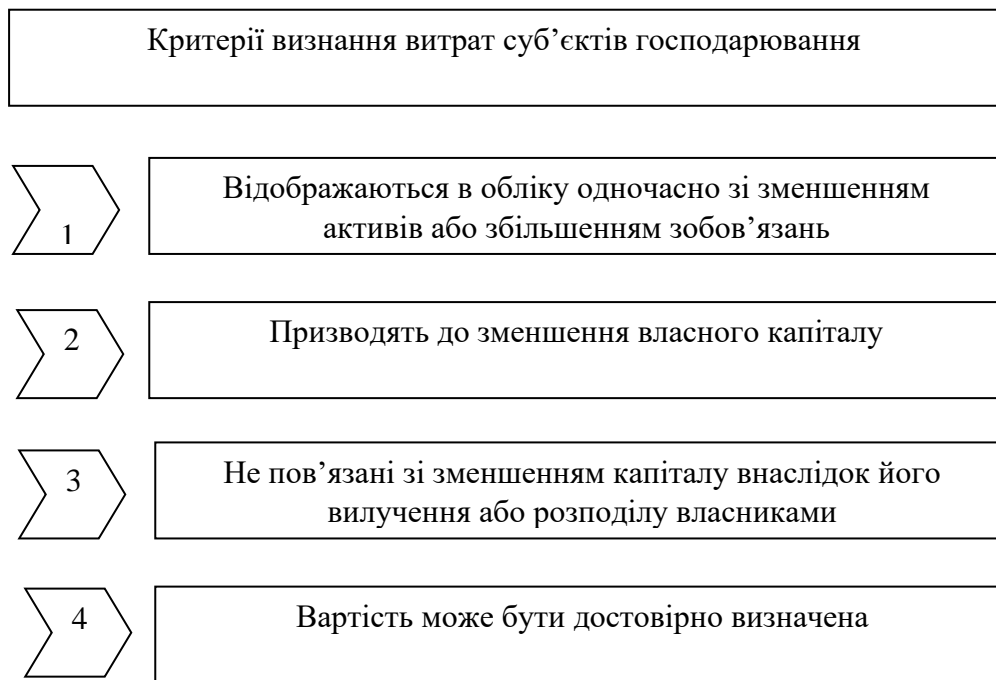 Критерії визнання витрат суб’єктів господарювання
1
Відображаються в обліку одночасно зі зменшенням
активів або збільшенням зобов’язань
2
Призводять до зменшення власного капіталу
3
Не пов’язані зі зменшенням капіталу внаслідок його
вилучення або розподілу власниками
4
Вартість може бути достовірно визначена